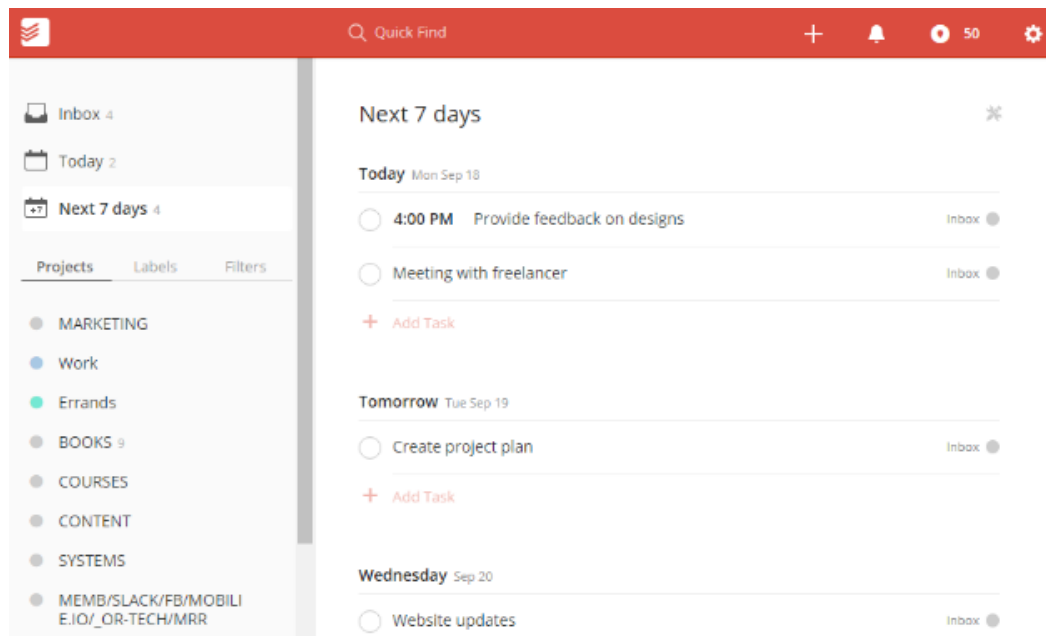 Quick Find
50
Inbox 4
Today 2
+7 Next 7 days 4
Projects Labels Filters
MARKETING
Work
Errands
BOOKS 9
COURSES
CONTENT
SYSTEMS
MEMB/SLACK/FB/MOBILI
E.IO/_OR-TECH/MRR
Next 7 days
Today Mon Sep 18
4:00 PM Provide feedback on designs Inbox
Meeting with freelancer Inbox
+ Add Task
Tomorrow Tue Sep 19
Create project plan Inbox
+ Add Task
Wednesday Sep 20
Website updates Inbox